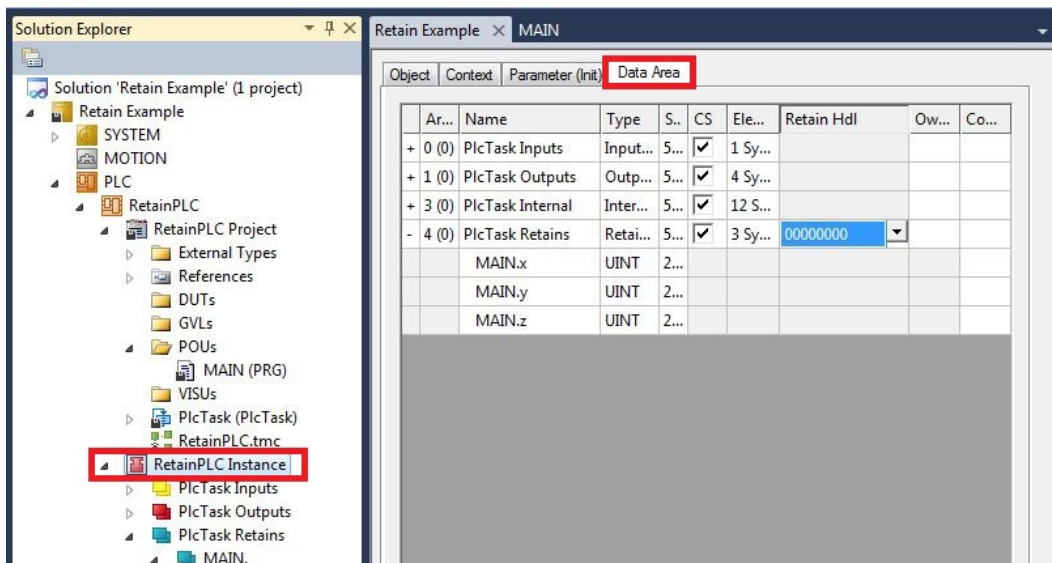 Solution Explorer
Solution 'Retain Example' (1 project)
Retain Example
SYSTEM
MOTION
PLC
RetainPLC
RetainPLC Project
External Types
References
DUTs
GVLs
POUs
MAIN (PRG)
VISUs
PlcTask (PlcTask)
RetainPLC.tmc
RetainPLC Instance
PlcTask Inputs
PlcTask Outputs
PlcTask Retains
MAIN.
Retain Example MAIN
Object Context Parameter (Init) Data Area
Ar... Name Type S.. CS Ele... Retain Hdl Ow... Co...
+ 0 (0) PlcTask Inputs Input... 5... 1 Sy...
+ 1 (0) PlcTask Outputs Outp... 5... 4 Sy...
+ 3 (0) PlcTask Internal Inter... 5... 12 S...
- 4 (0) PlcTask Retains Retai... 5... 3 Sy... 00000000
MAIN.x UINT 2...
MAIN.y UINT 2...
MAIN.z UINT 2...